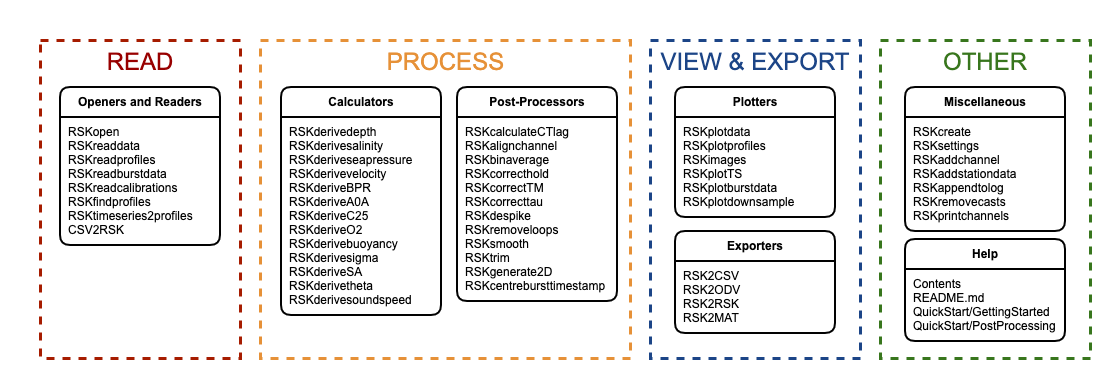 READ
Openers and Readers
RSKopen
RSKreaddata
RSKreadprofiles
RSKreadburstdata
RSKreadcalibrations
RSKfindprofiles
RSKtimeseries2profiles
CSV2RSK
PROCESS
Calculators
RSKderivedepth
RSKderivesalinity
RSKderiveseapressure
RSKderivevelocity
RSKderiveBPR
RSKderiveA0A
RSKderiveC25
RSKderiveO2
RSKderivebuoyancy
RSKderivesigma
RSKderiveSA
RSKderivetheta
RSKderivesoundspeed
Post-Processors
RSKcalculateCTlag
RSKalignchannel
RSKbinaverage
RSKcorrecthold
RSKcorrectTM
RSKcorrecttau
RSKdespike
RSKremoveloops
RSKsmooth
RSKtrim
RSKgenerate2D
RSKcentrebursttimestamp
VIEW & EXPORT
Plotters
RSKplotdata
RSKplotprofiles
RSKimages
RSKplotTS
RSKplotburstdata
RSKplotdownsample
Exporters
RSK2CSV
RSK2ODV
RSK2RSK
RSK2MAT
OTHER
Miscellaneous
RSKcreate
RSKsettings
RSKaddchannel
RSKaddstationdata
RSKappendtolog
RSKremovecasts
RSKprintchannels
Help
Contents
README.md
QuickStart/GettingStarted
QuickStart/PostProcessing